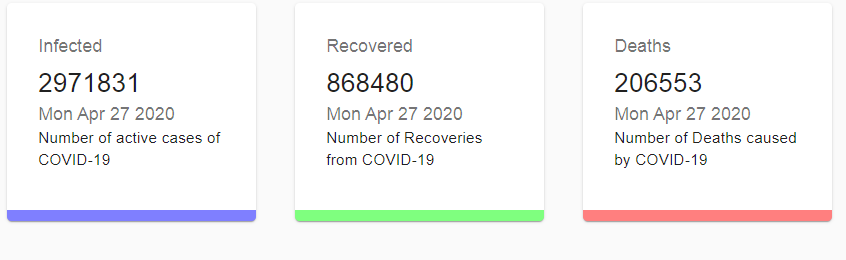 Infected
2971831
Mon Apr 27 2020
Number of active cases of
COVID-19
Recovered
868480
Mon Apr 27 2020
Number of Recoveries
from COVID-19
Deaths
206553
Mon Apr 27 2020
Number of Deaths caused
by COVID-19